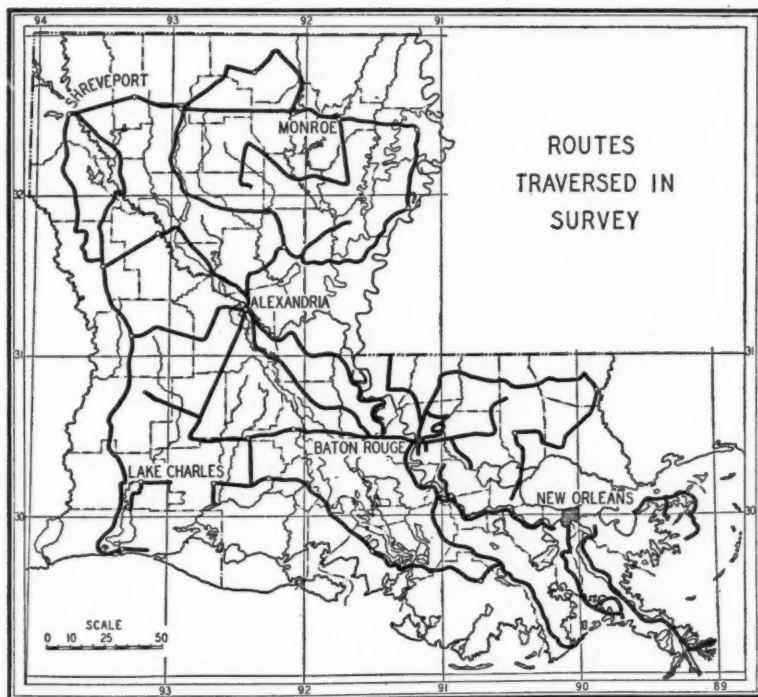 94 93 92 91
SHREVEPORT
MONROE
ROUTES
TRAVERSED IN
SURVEY
32
ALEXANDRIA
31 31
BATON ROUGE
LAKE CHARLES
NEW ORLEANS
30 30
SCALE
0 10 25 50
93 92 91 90 89